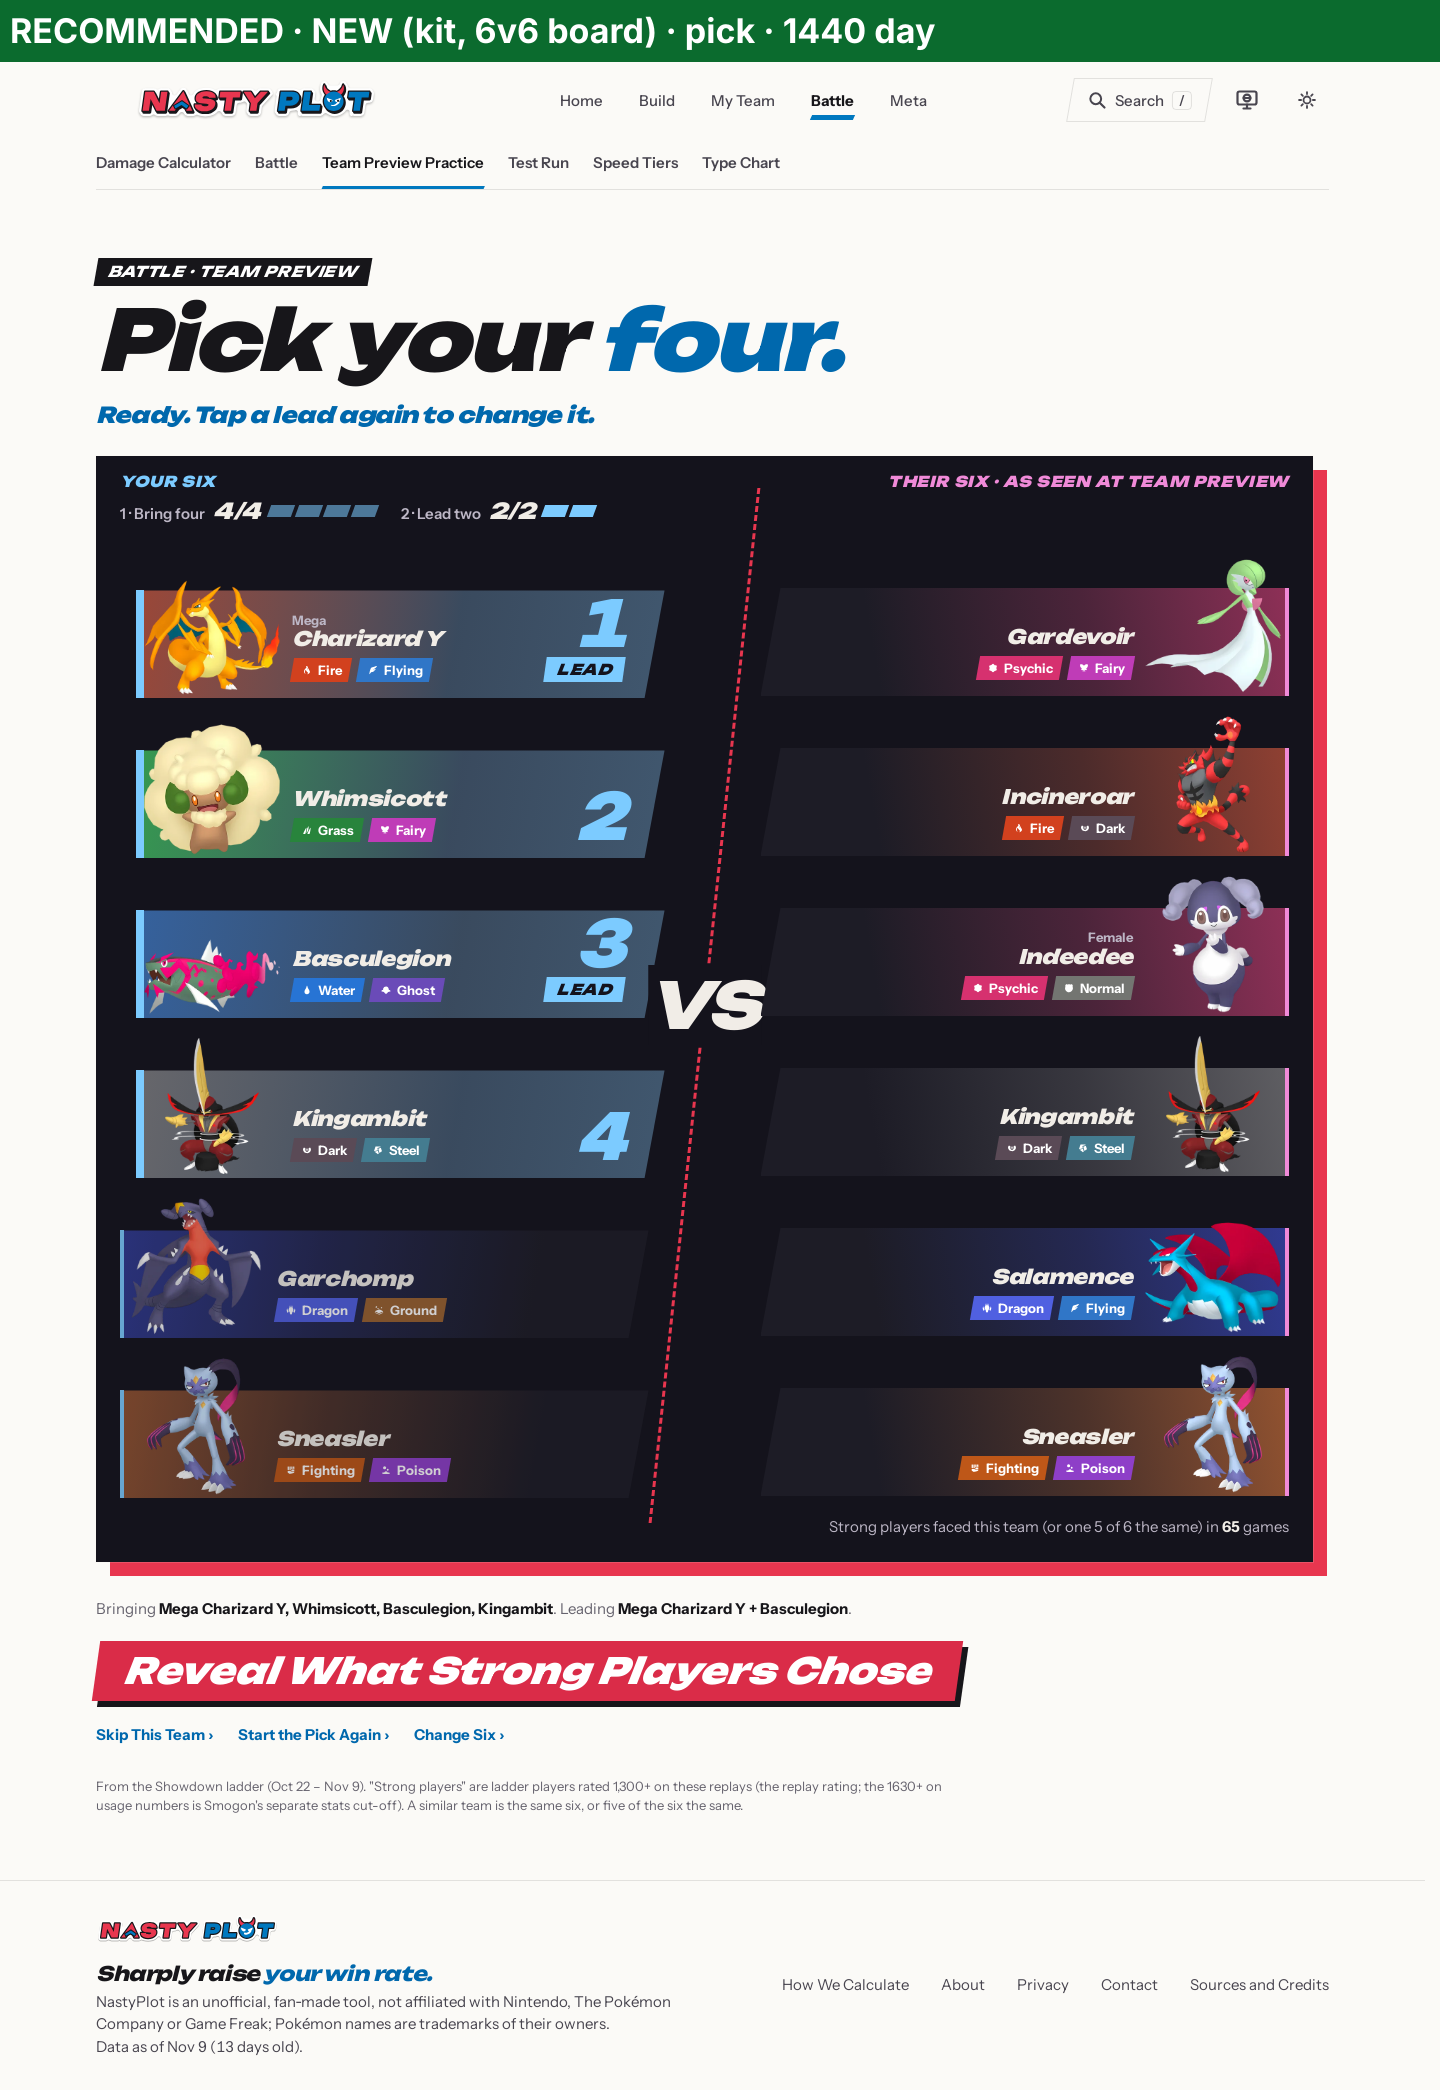 RECOMMENDED · NEW (kit, 6v6 board) · pick · 1440 day
NASTY PLOT
Home Build My Team Battle Meta
Search /
Damage Calculator Battle Team Preview Practice Test Run Speed Tiers Type Chart
BATTLE · TEAM PREVIEW
Pick your four.
Ready. Tap a lead again to change it.
YOUR SIX
1 · Bring four 4/4 2 · Lead two 2/2
Mega
Charizard Y
Fire Flying
1
LEAD
Whimsicott
Grass Fairy
2
Basculegion
Water Ghost
3
LEAD
Kingambit
Dark Steel
4
Garchomp
Dragon Ground
Sneasler
Fighting Poison
VS
THEIR SIX · AS SEEN AT TEAM PREVIEW
Gardevoir
Psychic Fairy
Incineroar
Fire Dark
Female
Indeedee
Psychic Normal
Kingambit
Dark Steel
Salamence
Dragon Flying
Sneasler
Fighting Poison
Strong players faced this team (or one 5 of 6 the same) in 65 games
Bringing Mega Charizard Y, Whimsicott, Basculegion, Kingambit. Leading Mega Charizard Y + Basculegion.
Reveal What Strong Players Chose
Skip This Team › Start the Pick Again › Change Six ›
From the Showdown ladder (Oct 22 – Nov 9). "Strong players" are ladder players rated 1,300+ on these replays (the replay rating; the 1630+ on
usage numbers is Smogon's separate stats cut-off). A similar team is the same six, or five of the six the same.
NASTY PLOT
Sharply raise your win rate.
NastyPlot is an unofficial, fan-made tool, not affiliated with Nintendo, The Pokémon
Company or Game Freak; Pokémon names are trademarks of their owners.
Data as of Nov 9 (13 days old).
How We Calculate About Privacy Contact Sources and Credits